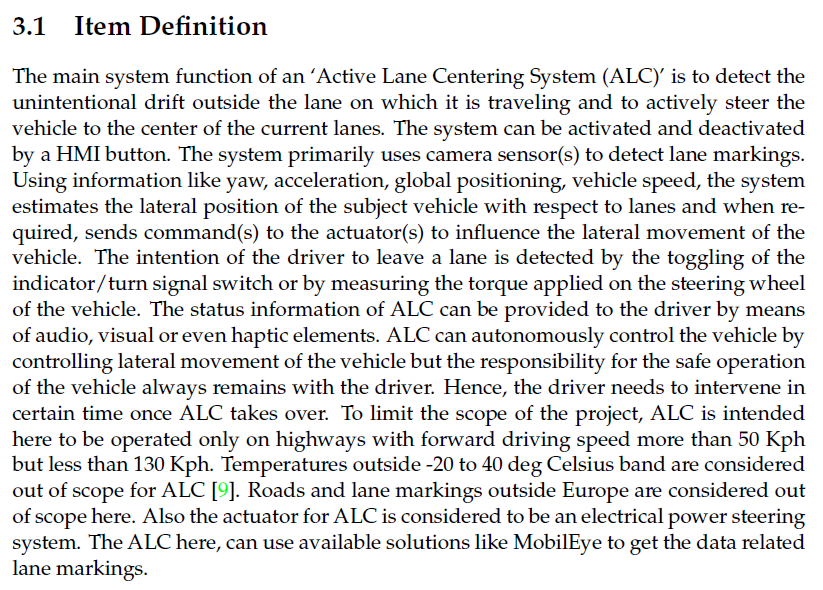 3.1 Item Definition
The main system function of an ‘Active Lane Centering System (ALC)’ is to detect the
unintentional drift outside the lane on which it is traveling and to actively steer the
vehicle to the center of the current lanes. The system can be activated and deactivated
by a HMI button. The system primarily uses camera sensor(s) to detect lane markings.
Using information like yaw, acceleration, global positioning, vehicle speed, the system
estimates the lateral position of the subject vehicle with respect to lanes and when re-
quired, sends command(s) to the actuator(s) to influence the lateral movement of the
vehicle. The intention of the driver to leave a lane is detected by the toggling of the
indicator/turn signal switch or by measuring the torque applied on the steering wheel
of the vehicle. The status information of ALC can be provided to the driver by means
of audio, visual or even haptic elements. ALC can autonomously control the vehicle by
controlling lateral movement of the vehicle but the responsibility for the safe operation
of the vehicle always remains with the driver. Hence, the driver needs to intervene in
certain time once ALC takes over. To limit the scope of the project, ALC is intended
here to be operated only on highways with forward driving speed more than 50 Kph
but less than 130 Kph. Temperatures outside -20 to 40 deg Celsius band are considered
out of scope for ALC [9]. Roads and lane markings outside Europe are considered out
of scope here. Also the actuator for ALC is considered to be an electrical power steering
system. The ALC here, can use available solutions like MobilEye to get the data related
lane markings.